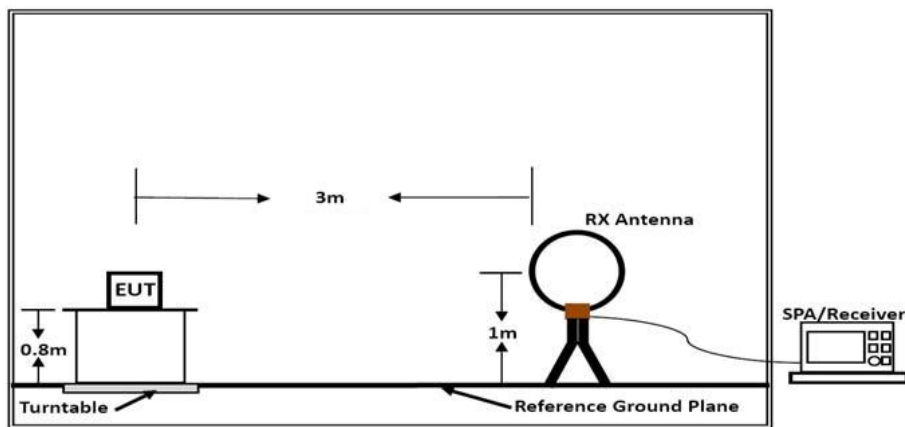 3m
RX Antenna
EUT
SPA/Receiver
0.8m
1m
Turntable
Reference Ground Plane